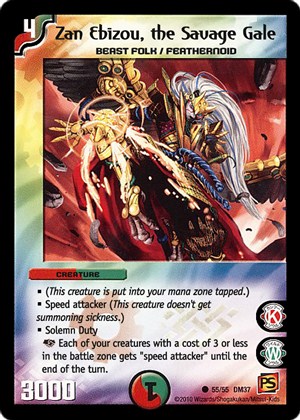 4
Zan Ebizou, the Savage Gale
BEAST FOLK / FEATHERNOID
CREATURE
• (This creature is put into your mana zone tapped.)
• Speed attacker (This creature doesn't get
summoning sickness.)
• Solemn Duty
Each of your creatures with a cost of 3 or less
in the battle zone gets "speed attacker" until the
end of the turn.
K
W
3000
1
55/55 DM37
PS
©2010 Wizards/Shogakukan/Mitsui-Kids